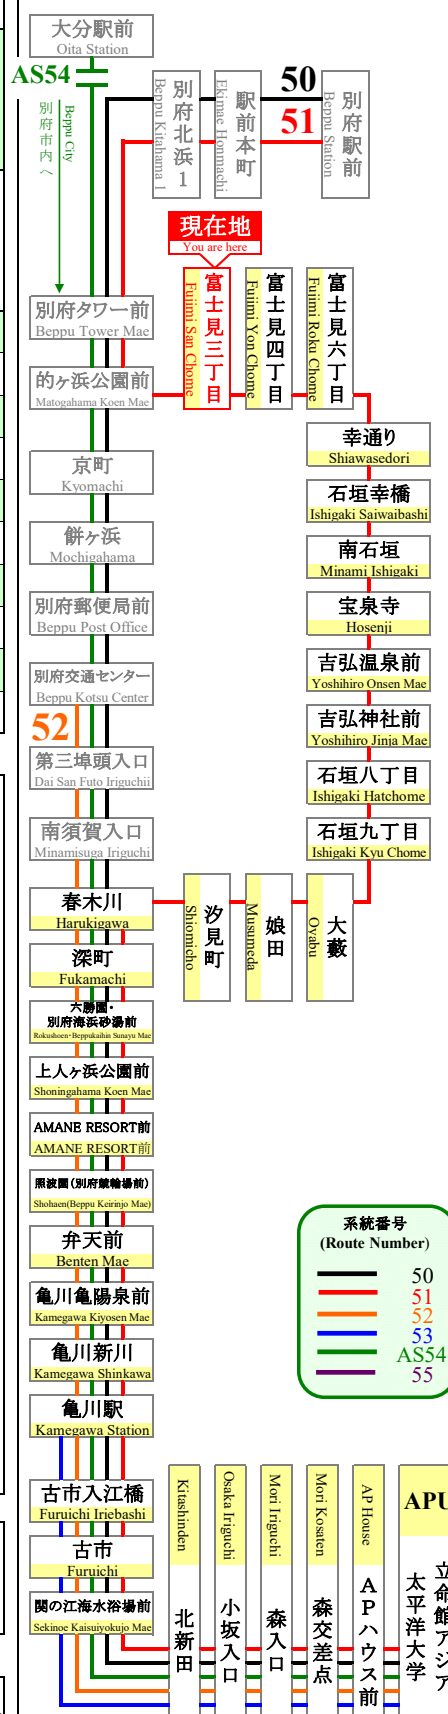 大分駅前
Oita Station
AS54
別府市内へ
Beppu City
50
51
別府北浜1
Beppu Kitahama 1
駅前本町
Ekimae Honmachi
別府駅前
Beppu Station
現在地
You are here
別府タワー前
Beppu Tower Mae
的ヶ浜公園前
Matogahama Koen Mae
富士見三丁目
Fujimi San Chome
富士見四丁目
Fujimi Yon Chome
富士見六丁目
Fujimi Roku Chome
幸通り
Shiawasedori
石垣幸橋
Ishigaki Saiwaibashi
南石垣
Minami Ishigaki
宝泉寺
Hosenji
吉弘温泉前
Yoshihiro Onsen Mae
吉弘神社前
Yoshihiro Jinja Mae
石垣八丁目
Ishigaki Hatchome
石垣九丁目
Ishigaki Kyu Chome
京町
Kyomachi
餅ヶ浜
Mochigahama
別府郵便局前
Beppu Post Office
別府交通センター
Beppu Kotsu Center
52
第三埠頭入口
Dai San Futo Iriguchii
南須賀入口
Minamisuga Iriguchi
春木川
Harukigawa
汐見町
Shiomicho
娘田
Musumeda
大藪
Oyabu
深町
Fukamachi
六勝園・
別府海浜砂湯前
Rokushoen・Beppukaihin Sunayu Mae
上人ヶ浜公園前
Shoningahama Koen Mae
AMANE RESORT前
AMANE RESORT前
照波園(別府競輪場前)
Shohaen(Beppu Keirinjo Mae)
弁天前
Benten Mae
亀川亀陽泉前
Kamegawa Kiyosen Mae
亀川新川
Kamegawa Shinkawa
亀川駅
Kamegawa Station
古市入江橋
Furuichi Iriebashi
古市
Furuichi
関の江海水浴場前
Sekinoe Kaisuiyokujo Mae
系統番号
(Route Number)
50
51
52
53
AS54
55
Kitashinden
北新田
Osaka Iriguchi
小坂入口
Mori Iriguchi
森入口
Mori Kosaten
森交差点
AP House
APハウス前
APU
立命館アジア
太平洋大学